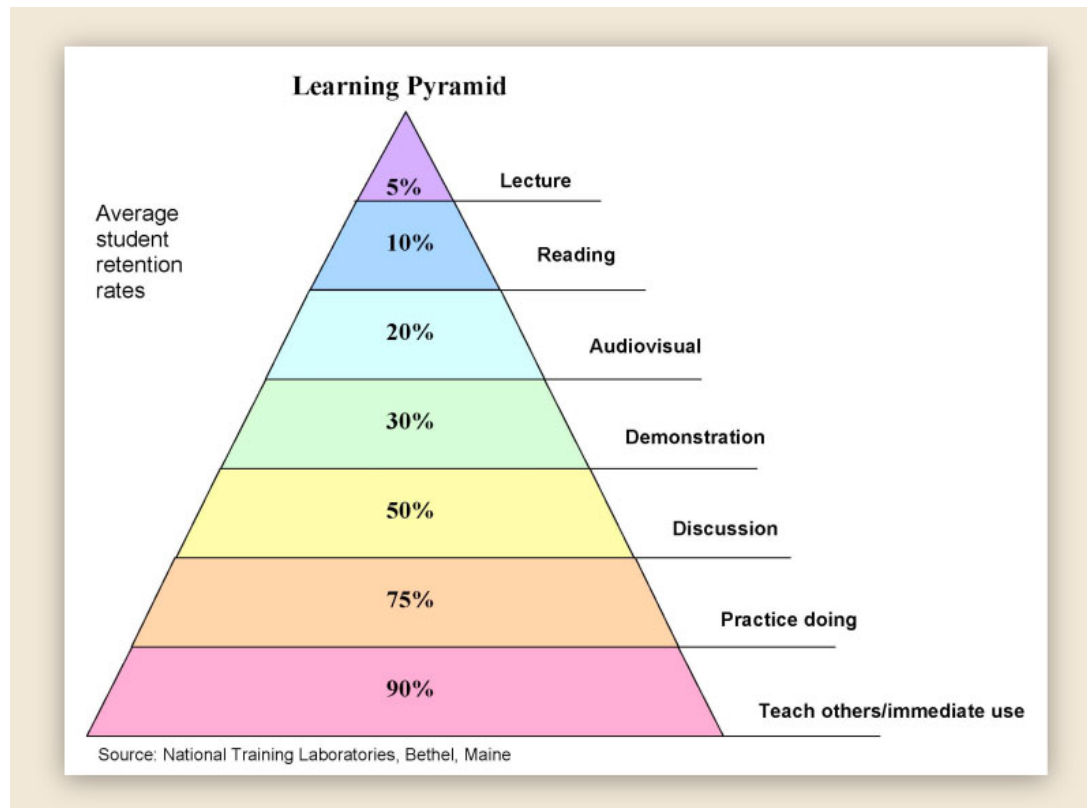 Learning Pyramid
Average
student
retention
rates
5%
Lecture
10%
Reading
20%
Audiovisual
30%
Demonstration
50%
Discussion
75%
Practice doing
90%
Teach others/immediate use
Source: National Training Laboratories, Bethel, Maine